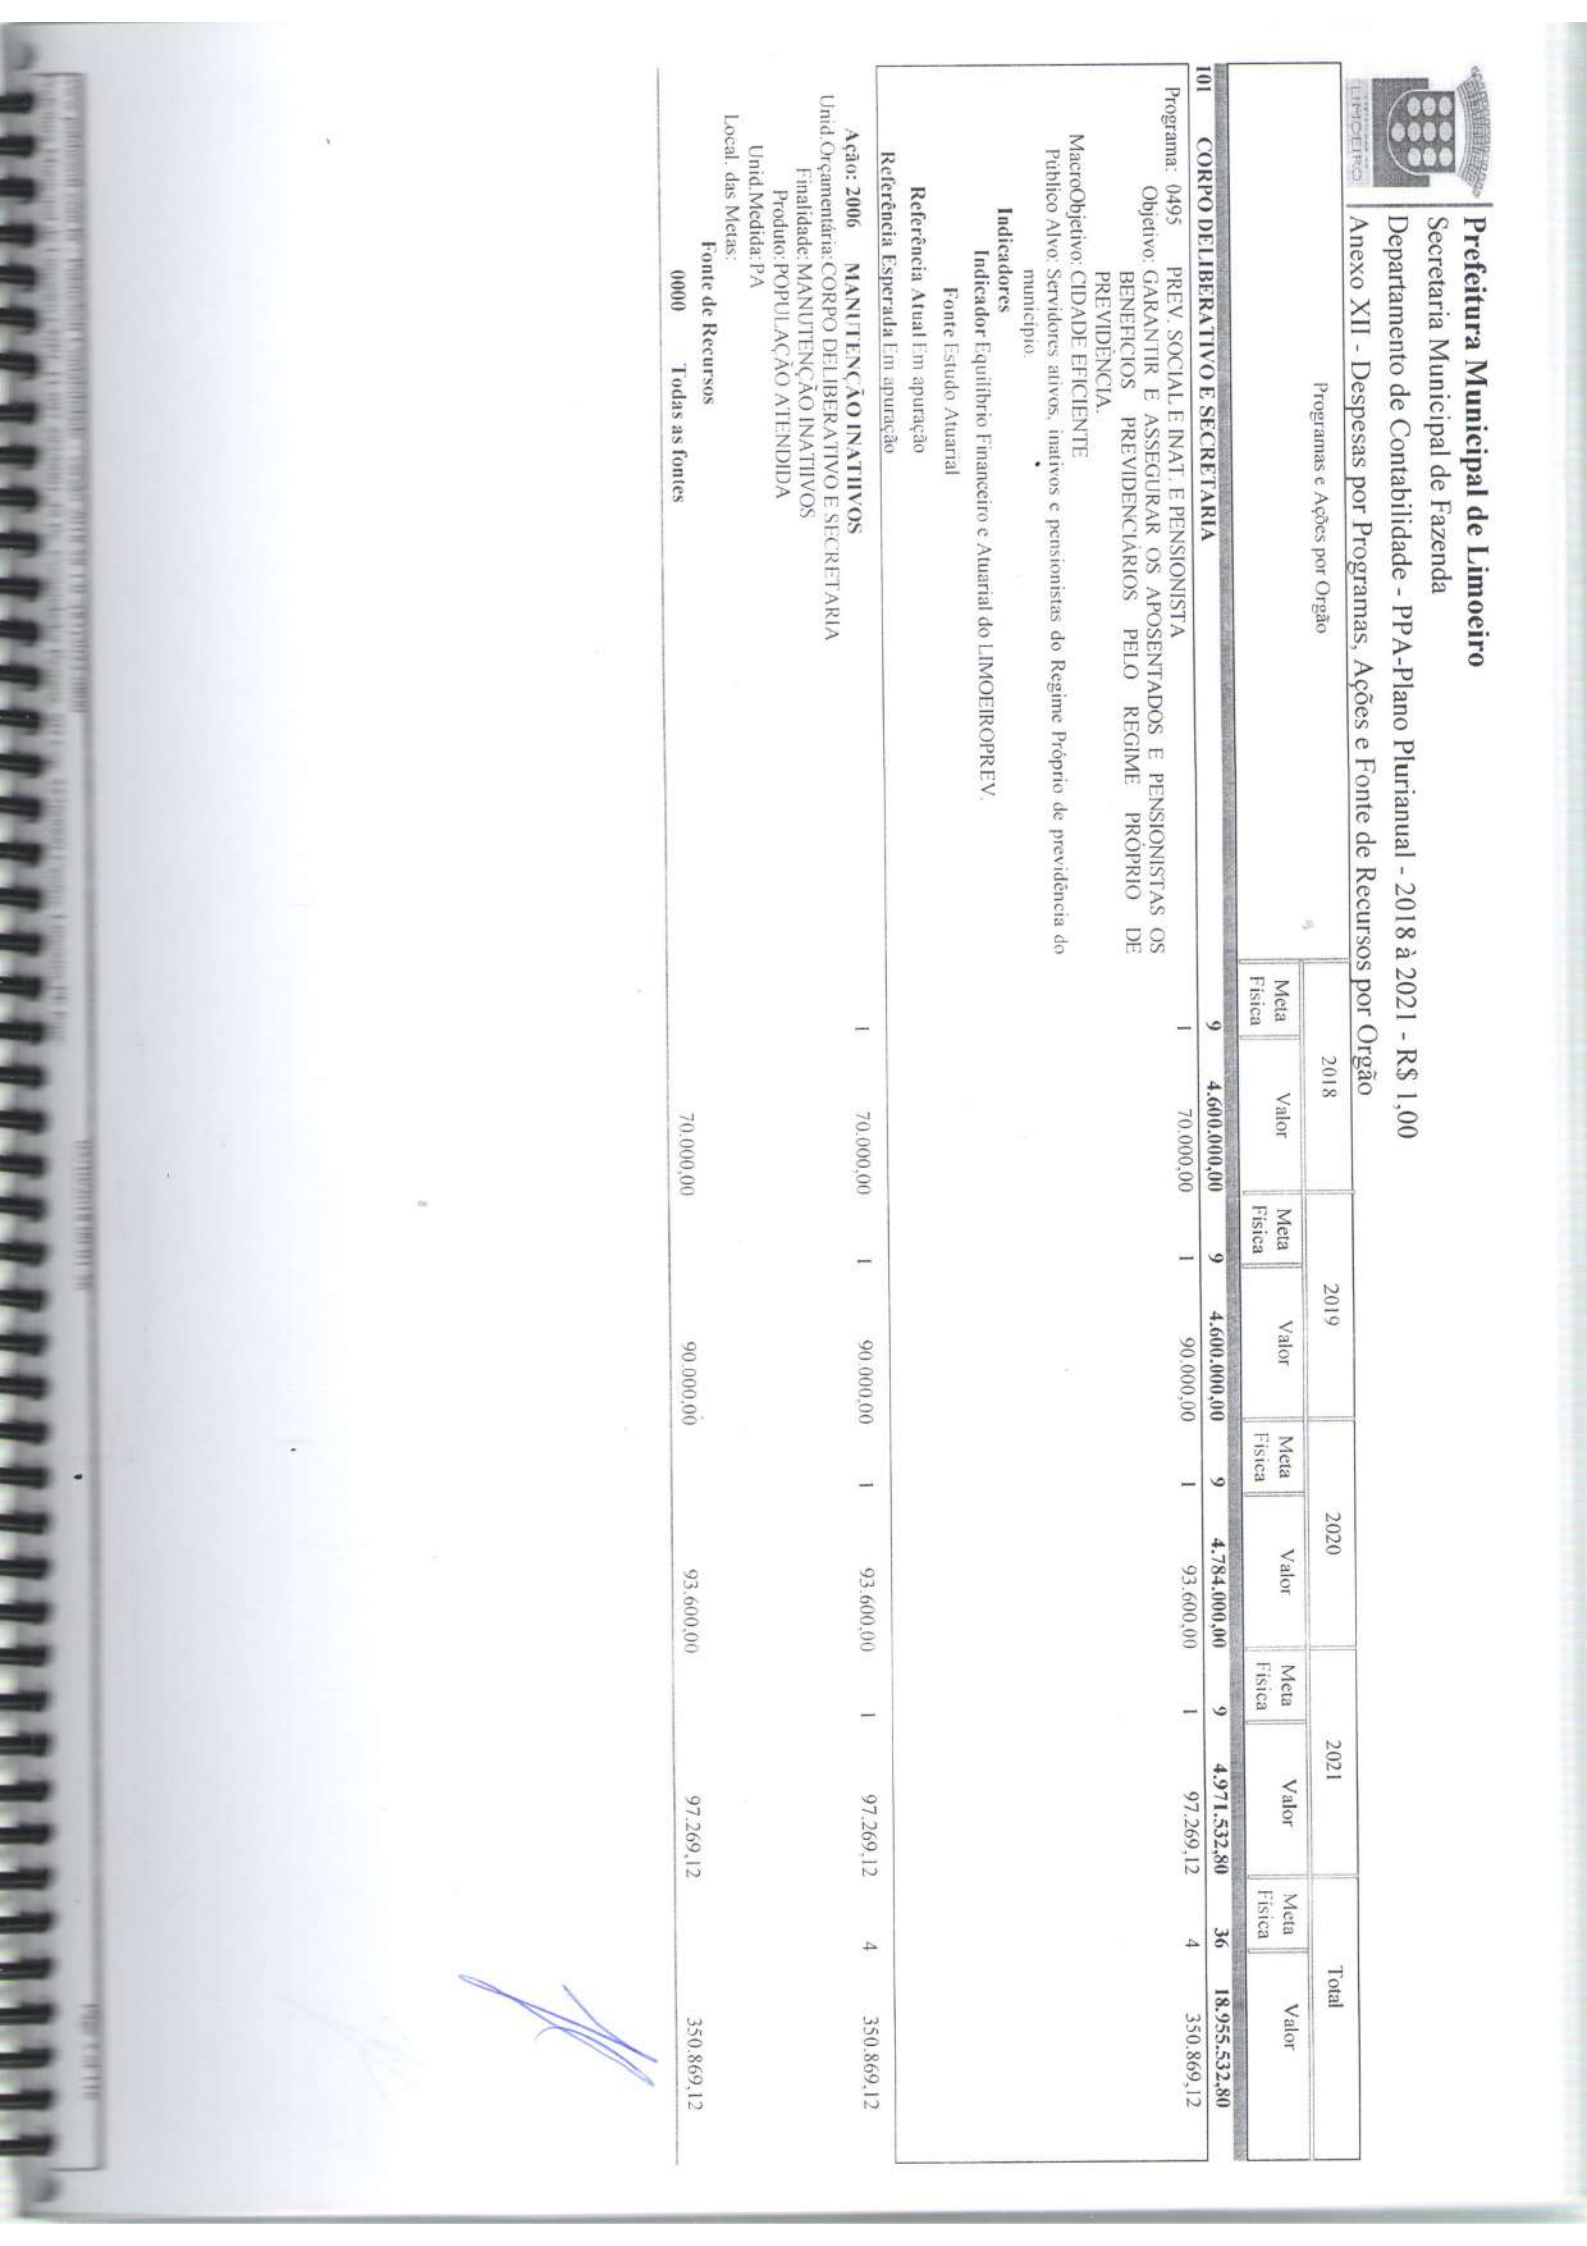 Prefeitura Municipal de Limoeiro
Secretaria Municipal de Fazenda
Departamento de Contabilidade - PPA-Plano Plurianual - 2018 à 2021 - R$ 1,00
Anexo XII - Despesas por Programas, Ações e Fonte de Recursos por Orgão
LIMOEIRO
Programas e Ações por Orgão 2018 2019 2020 2021 Total
Meta Física Valor Meta Física Valor Meta Física Valor Meta Física Valor Meta Física Valor
101 CORPO DELIBERATIVO E SECRETARIA 9 4.600.000,00 9 4.600.000,00 9 4.784.000,00 9 4.971.532,80 36 18.955.532,80
Programa: 0495 PREV. SOCIAL E INAT. E PENSIONISTA 1 70.000,00 1 90.000,00 1 93.600,00 1 97.269,12 4 350.869,12
Objetivo: GARANTIR E ASSEGURAR OS APOSENTADOS E PENSIONISTAS OS
BENEFICIOS PREVIDENCIÁRIOS PELO REGIME PRÓPRIO DE
PREVIDÊNCIA.
MacroObjetivo: CIDADE EFICIENTE
Público Alvo: Servidores ativos, inativos e pensionistas do Regime Próprio de previdência do
município.
Indicadores
Indicador Equilíbrio Financeiro e Atuarial do LIMOEIROPREV.
Fonte Estudo Atuarial
Referência Atual Em apuração
Referência Esperada Em apuração
Ação: 2006 MANUTENÇÃO INATIIVOS 1 70.000,00 1 90.000,00 1 93.600,00 1 97.269,12 4 350.869,12
Unid.Orçamentária: CORPO DELIBERATIVO E SECRETARIA
Finalidade: MANUTENÇÃO INATIIVOS
Produto: POPULAÇÃO ATENDIDA
Unid.Medida: PA
Local. das Metas:
Fonte de Recursos
0000 Todas as fontes 70.000,00 90.000,00 93.600,00 97.269,12 350.869,12